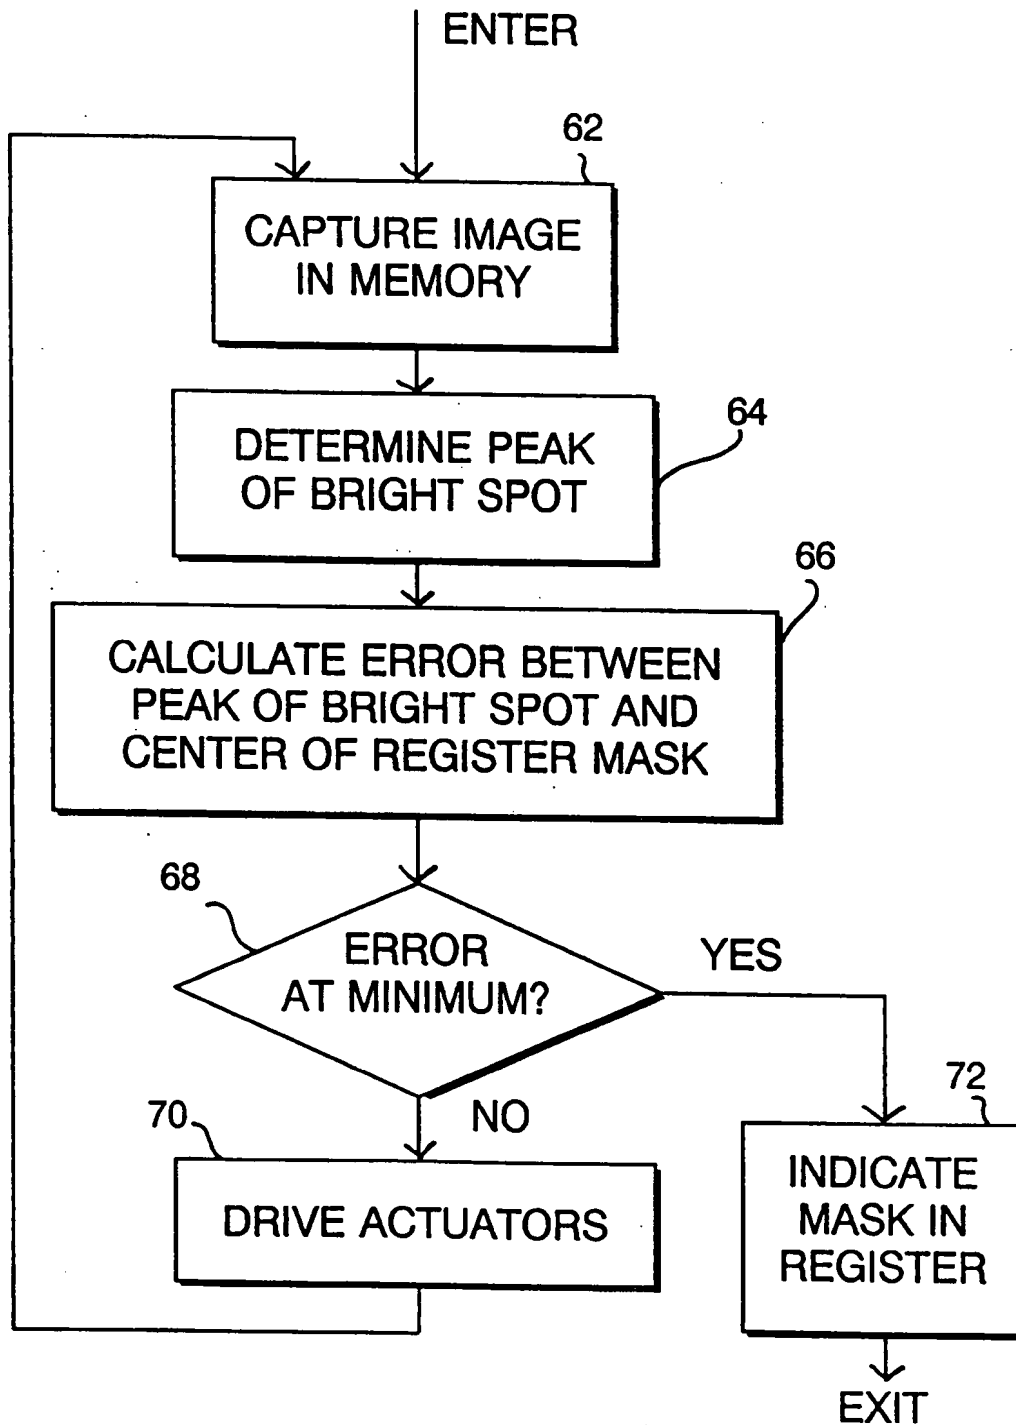 ENTER
62
CAPTURE IMAGE
IN MEMORY
64
DETERMINE PEAK
OF BRIGHT SPOT
66
CALCULATE ERROR BETWEEN
PEAK OF BRIGHT SPOT AND
CENTER OF REGISTER MASK
68
ERROR
AT MINIMUM?
YES
NO
70
DRIVE ACTUATORS
72
INDICATE
MASK IN
REGISTER
EXIT